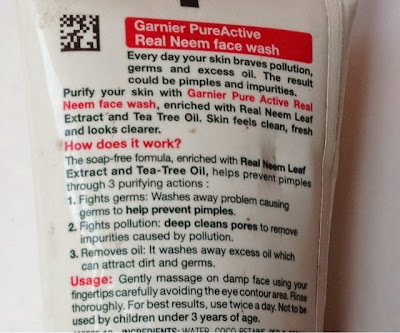 Garnier PureActive
Real Neem face wash
Every day your skin braves pollution,
germs and excess oil. The result
could be pimples and impurities.
Purify your skin with Garnier Pure Active Real
Neem face wash, enriched with Real Neem Leaf
Extract and Tea Tree Oil. Skin feels clean, fresh
and looks clearer.
How does it work?
The soap-free formula, enriched with Real Neem Leaf
Extract and Tea-Tree Oil, helps prevent pimples
through 3 purifying actions :
1. Fights germs: Washes away problem causing
germs to help prevent pimples.
2. Fights pollution: deep cleans pores to remove
impurities caused by pollution.
3. Removes oil: It washes away excess oil which
can attract dirt and germs.
Usage: Gently massage on damp face using your
fingertips carefully avoiding the eye contour area. Rinse
thoroughly. For best results, use twice a day. Not to be
used by children under 3 years of age.
INGREDIENTS: WATER, COCO BETAINE